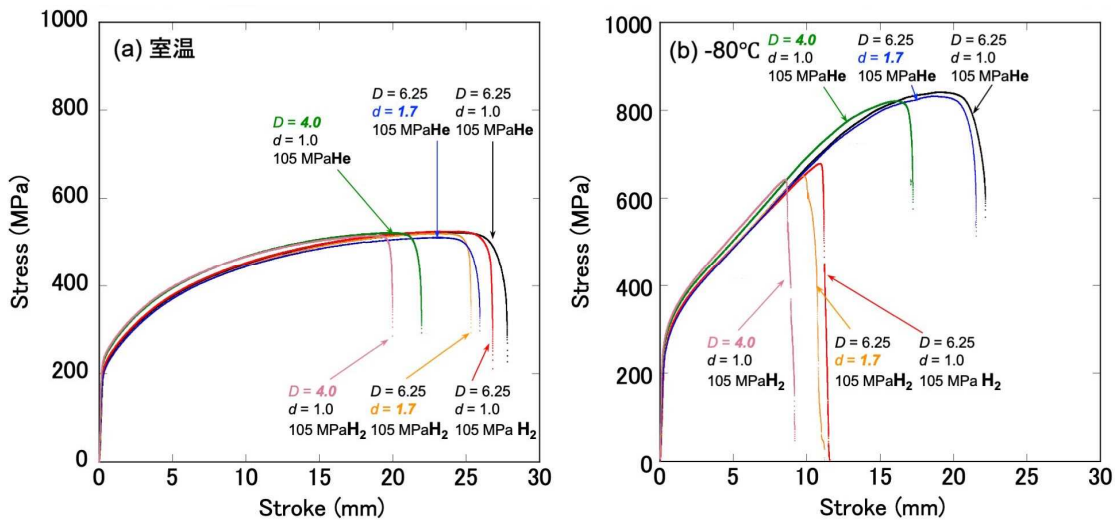 (a) 室温
1000
800
600
400
200
0
Stress (MPa)
0 5 10 15 20 25 30
Stroke (mm)
D = 4.0
d = 1.0
105 MPaHe
D = 6.25
d = 1.7
105 MPaHe
D = 6.25
d = 1.0
105 MPaHe
D = 4.0
d = 1.0
105 MPaH₂
D = 6.25
d = 1.7
105 MPaH₂
D = 6.25
d = 1.0
105 MPa H₂
(b) -80℃
1000
800
600
400
200
0
Stress (MPa)
0 5 10 15 20 25 30
Stroke (mm)
D = 4.0
d = 1.0
105 MPaHe
D = 6.25
d = 1.7
105 MPaHe
D = 6.25
d = 1.0
105 MPaHe
D = 4.0
d = 1.0
105 MPaH₂
D = 6.25
d = 1.7
105 MPaH₂
D = 6.25
d = 1.0
105 MPa H₂